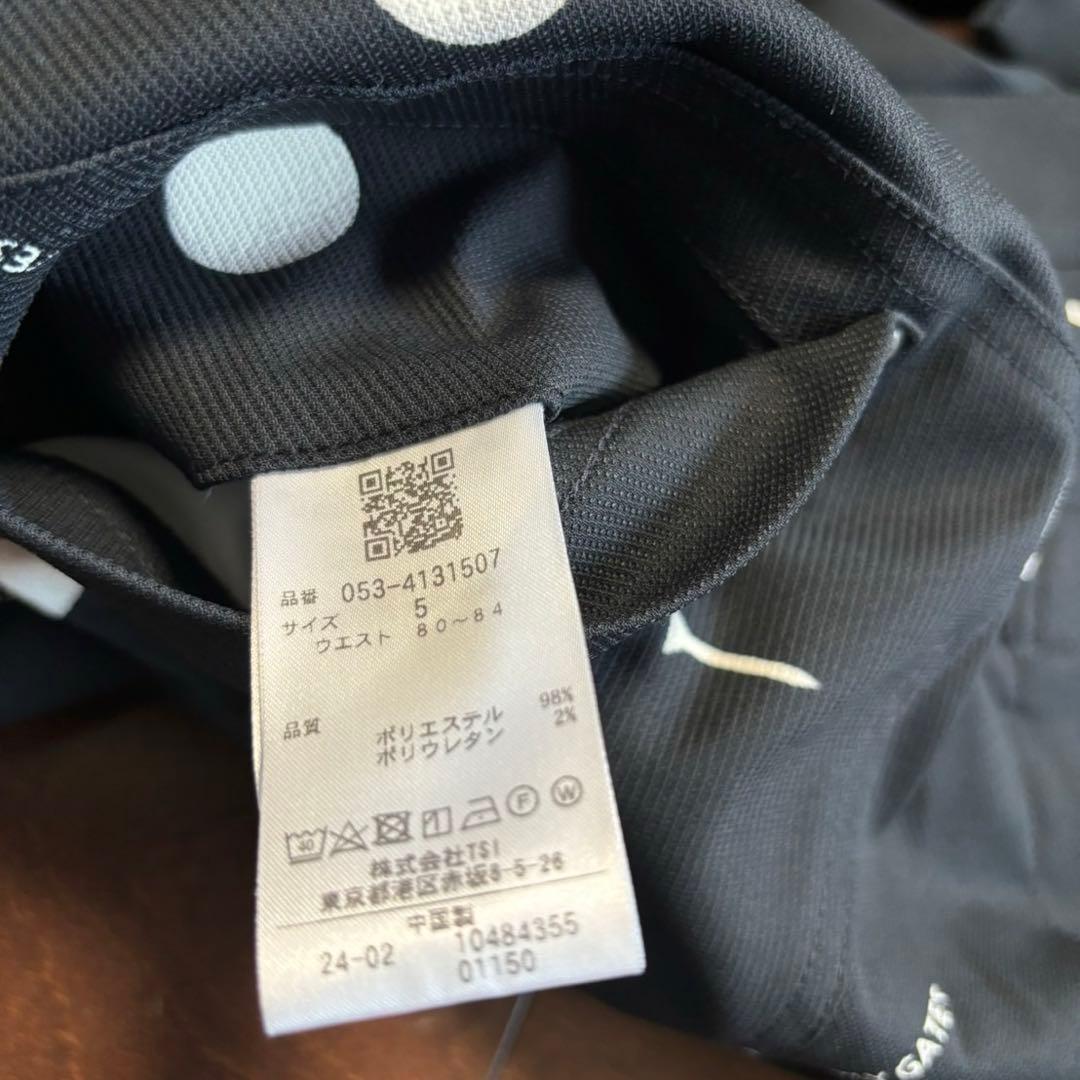 品番 053-4131507
サイズ 5
ウエスト 80～84
品質 ポリエステル 98%
ポリウレタン 2%
40 F W
株式会社TSI
東京都港区赤坂8-5-26
中国製
24-02 10484355
01150
GATES